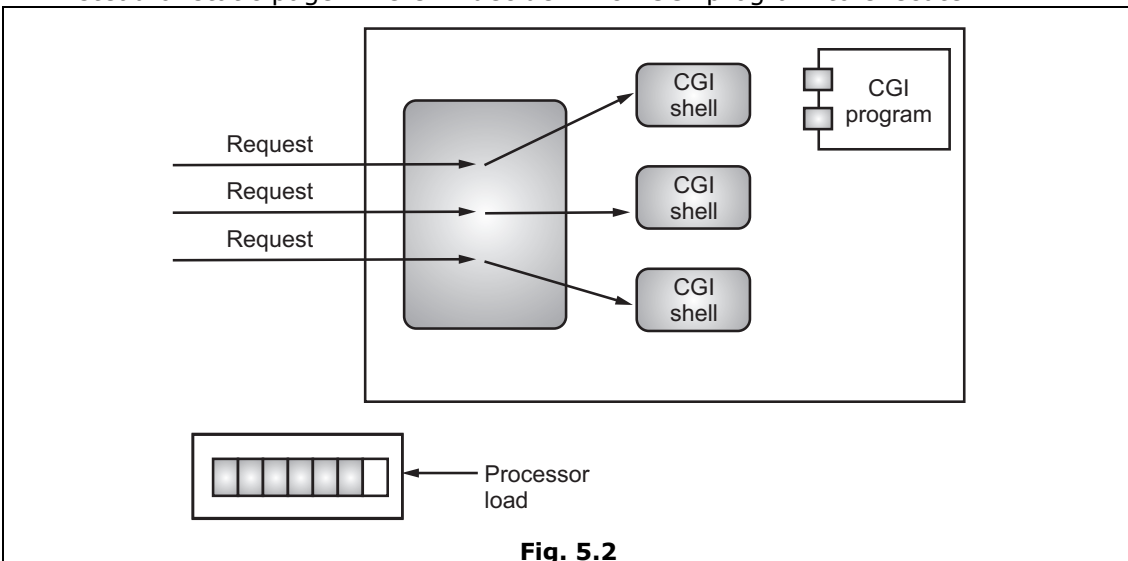 CGI
shell
CGI
program
Request
Request
CGI
shell
Request
CGI
shell
Processor
load
Fig. 5.2